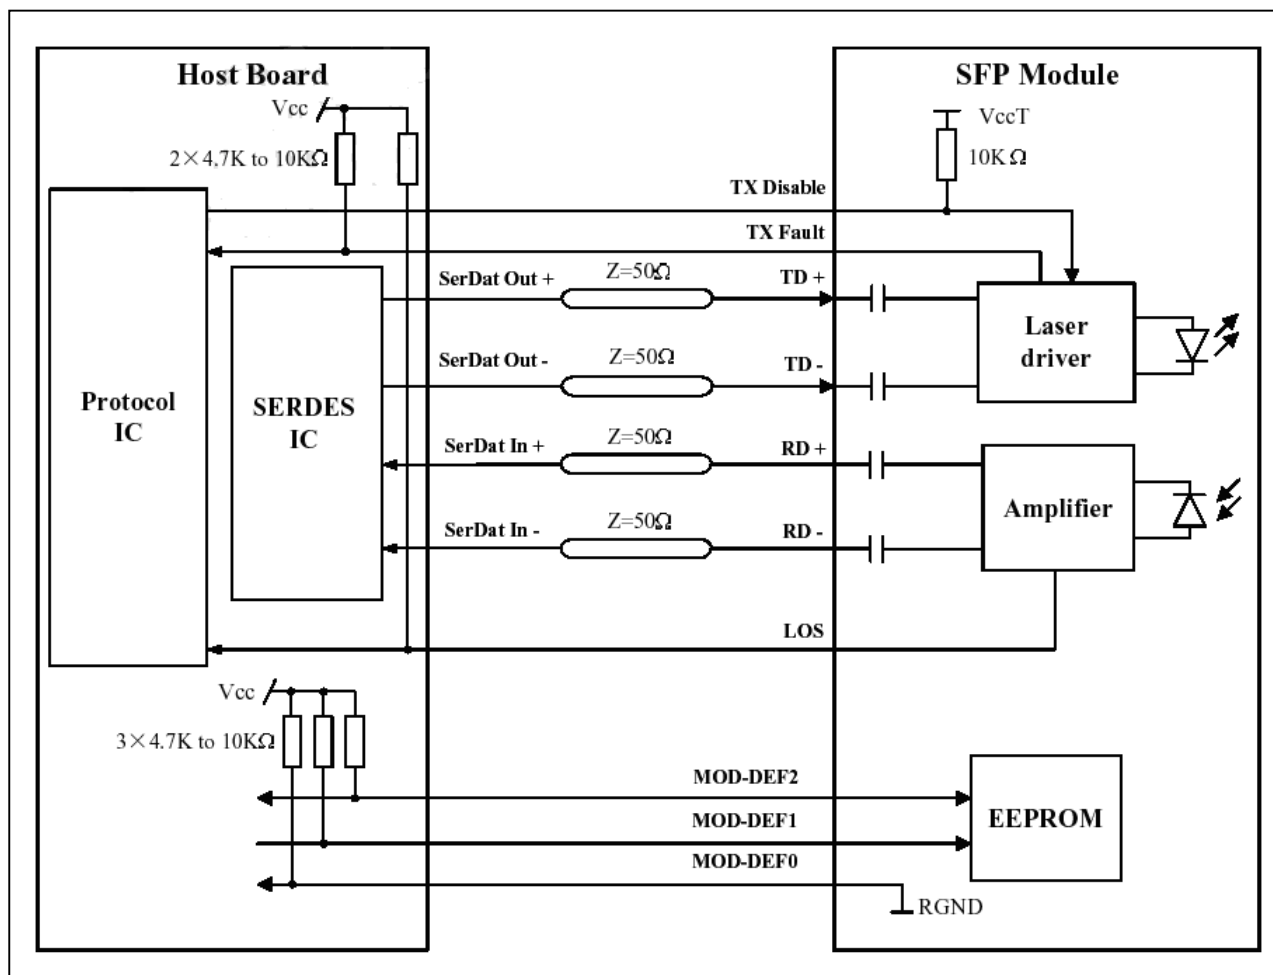 Host Board
SFP Module
Vcc
VccT
2×4.7K to 10KΩ
10KΩ
TX Disable
TX Fault
SerDat Out +
Z=50Ω
TD +
Laser
driver
SerDat Out -
Z=50Ω
TD -
Protocol
IC
SERDES
IC
SerDat In +
Z=50Ω
RD +
Amplifier
SerDat In -
Z=50Ω
RD -
LOS
Vcc
3×4.7K to 10KΩ
MOD-DEF2
EEPROM
MOD-DEF1
MOD-DEF0
RGND